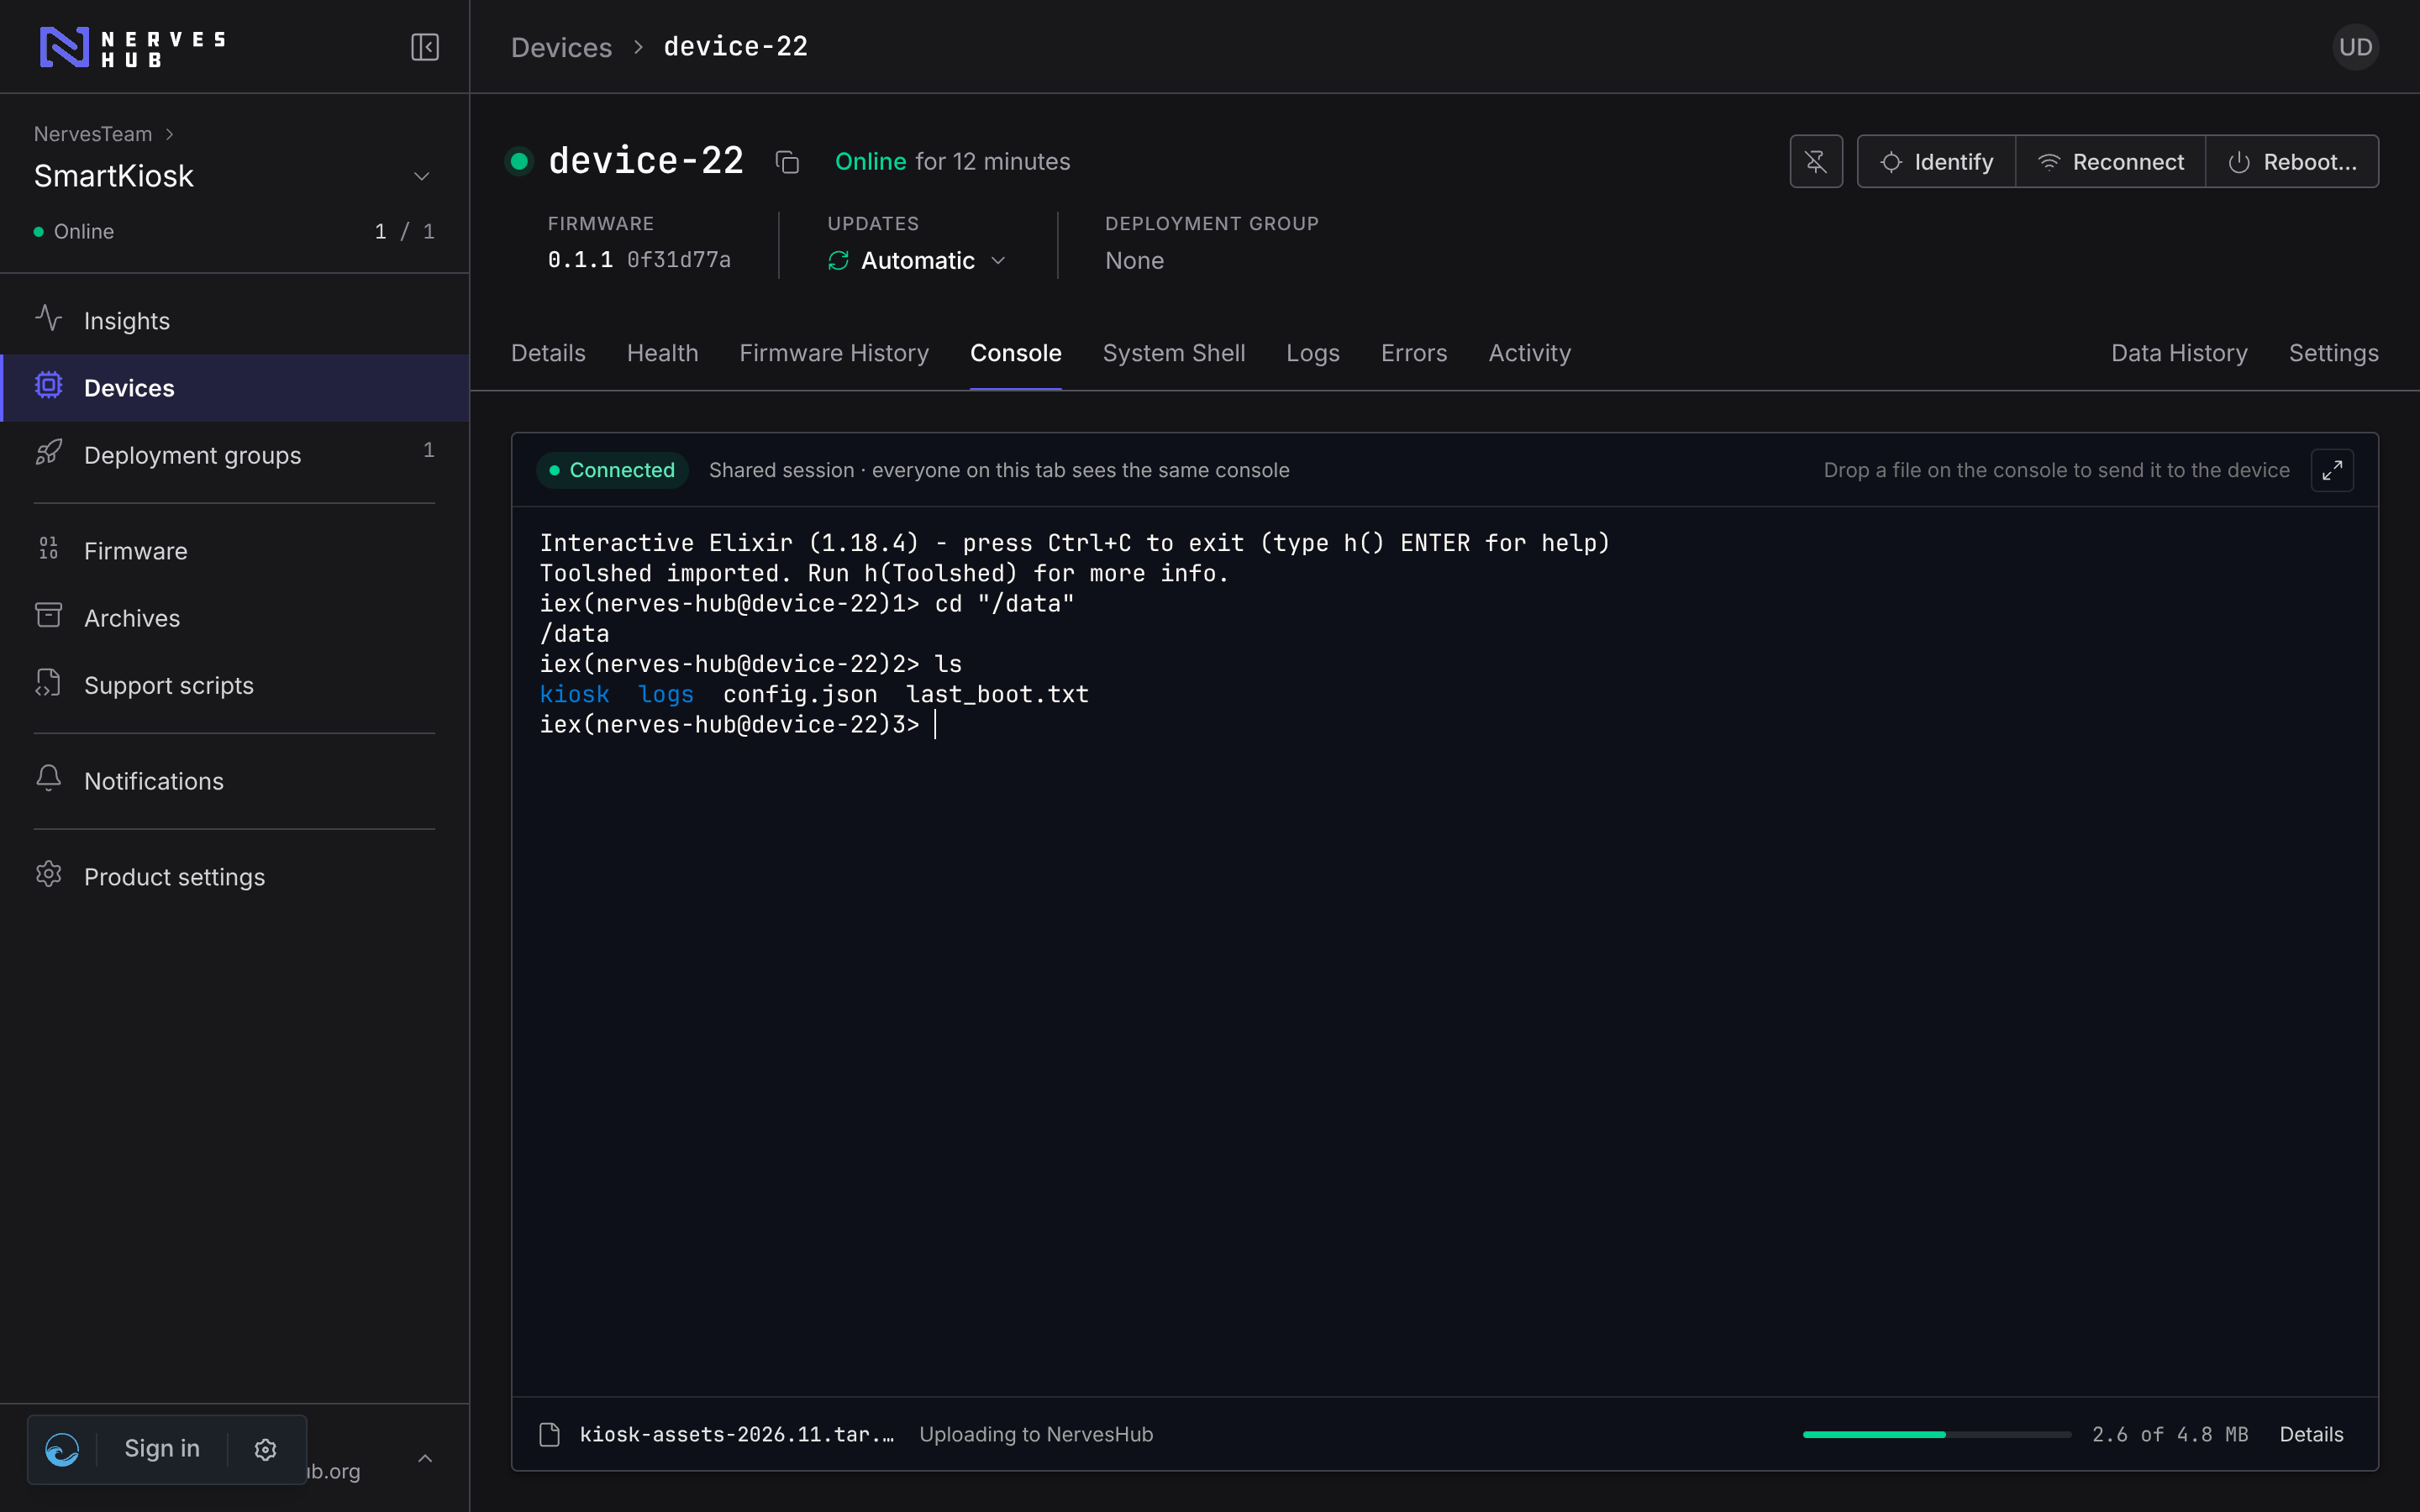 NERVES
HUB
Devices > device-22
UD
NervesTeam >
SmartKiosk
Online 1 / 1
Insights
Devices
Deployment groups 1
01
10
Firmware
Archives
Support scripts
Notifications
Product settings
Sign in
ub.org
device-22 Online for 12 minutes
Identify Reconnect Reboot...
FIRMWARE UPDATES DEPLOYMENT GROUP
0.1.1 0f31d77a Automatic None
Details Health Firmware History Console System Shell Logs Errors Activity Data History Settings
Connected Shared session · everyone on this tab sees the same console Drop a file on the console to send it to the device
Interactive Elixir (1.18.4) - press Ctrl+C to exit (type h() ENTER for help)
Toolshed imported. Run h(Toolshed) for more info.
iex(nerves-hub@device-22)1> cd "/data"
/data
iex(nerves-hub@device-22)2> ls
kiosk logs config.json last_boot.txt
iex(nerves-hub@device-22)3>
kiosk-assets-2026.11.tar.… Uploading to NervesHub 2.6 of 4.8 MB Details